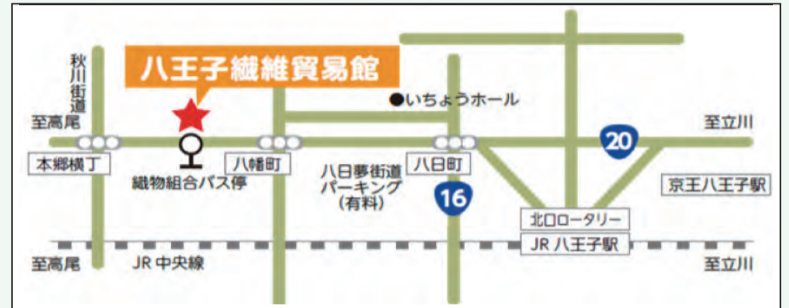 秋川街道
八王子繊維貿易館
●いちょうホール
至高尾
20
至立川
本郷横丁
織物組合バス停
八幡町
八日夢街道
パーキング
(有料)
八日町
16
京王八王子駅
北口ロータリー
JR 八王子駅
至高尾
JR 中央線
至立川